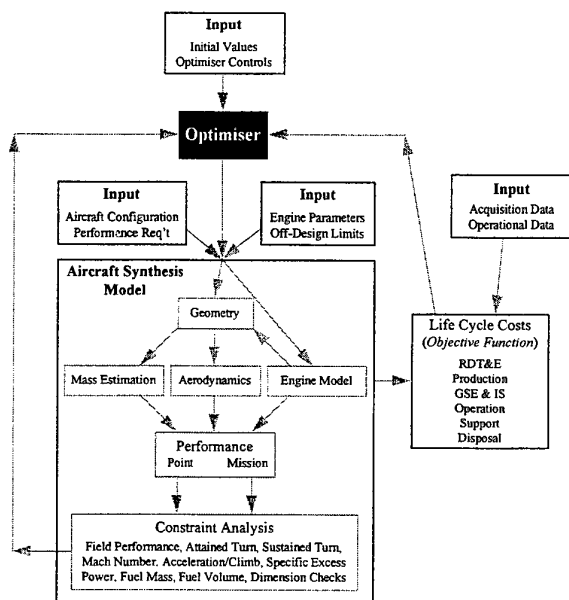 Input
Initial Values
Optimiser Controls
Optimiser
Input
Aircraft Configuration
Performance Req't
Input
Engine Parameters
Off-Design Limits
Input
Acquisition Data
Operational Data
Aircraft Synthesis
Model
Geometry
Mass Estimation
Aerodynamics
Engine Model
Life Cycle Costs
(Objective Function)
RDT&E
Production
GSE & IS
Operation
Support
Disposal
Performance
Point Mission
Constraint Analysis
Field Performance, Attained Turn, Sustained Turn,
Mach Number, Acceleration/Climb, Specific Excess
Power, Fuel Mass, Fuel Volume, Dimension Checks